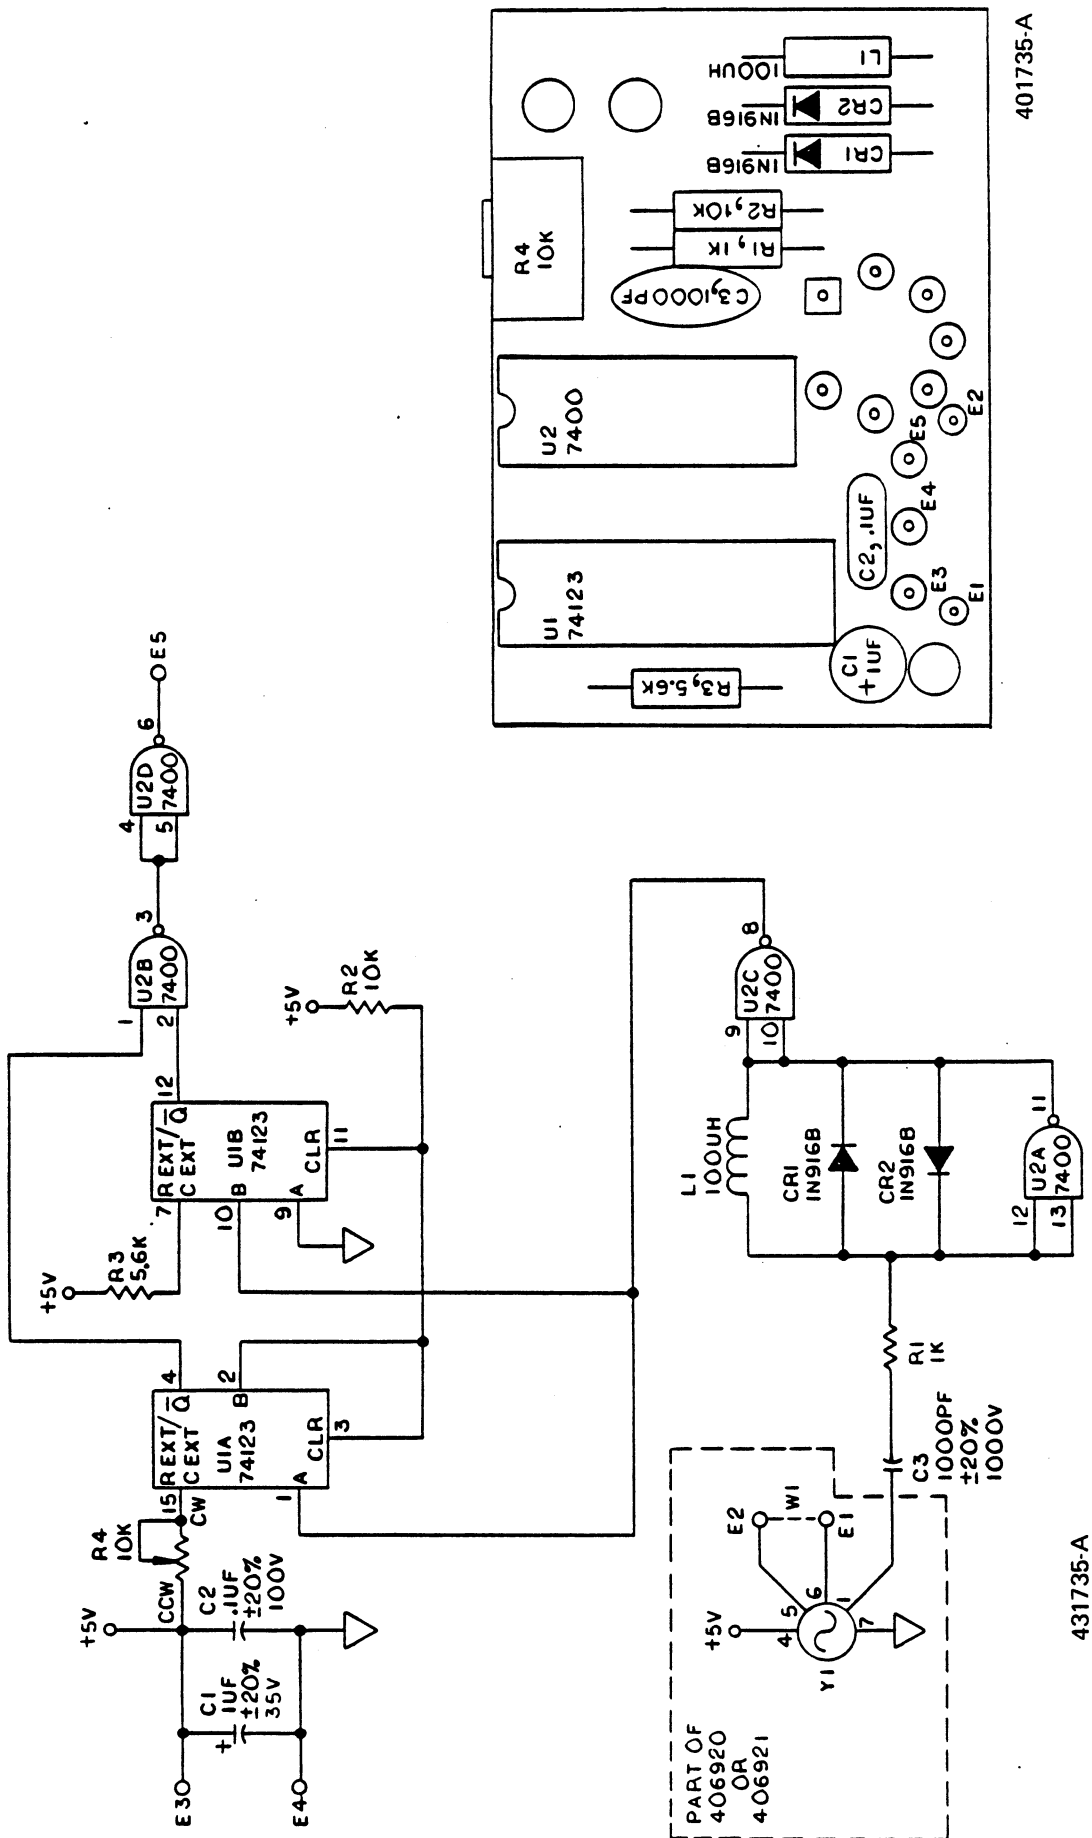 E3
E4
C1
1UF
±20%
35V
+
+5V
C2
.1UF
±20%
100V
CCW
R4
10K
CW
15
REXT/
CEXT
Q
4
U1A
74123
B
2
A
1
CLR
3
+5V
R3
5.6K
7
REXT/
CEXT
Q
12
U1B
74123
10
B
9
A
CLR
11
+5V
R2
10K
1
2
U2B
7400
3
4
5
U2D
7400
6
E5
PART OF
406920
OR
406921
Y1
+5V
4
5
6
1
7
E2
W1
E1
C3
1000PF
±20%
1000V
R1
1K
L1
100UH
CR1
1N916B
CR2
1N916B
12
13
U2A
7400
11
9
10
U2C
7400
8
431735-A
R3,5.6K
U1
74123
U2
7400
R4
10K
C1
+1UF
C2,.1UF
C3,1000PF
R1,1K
R2,10K
1N916B
CR1
1N916B
CR2
100UH
L1
E1
E3
E4
E5
E2
401735-A